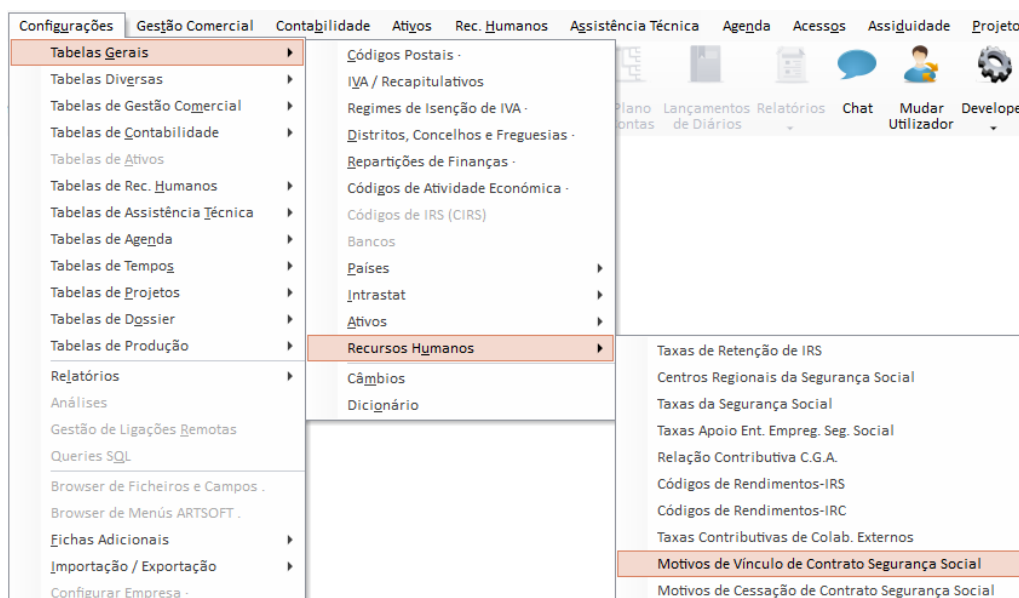 Configurações Gestão Comercial Contabilidade Ativos Rec. Humanos Assistência Técnica Agenda Acessos Assiduidade Projeto
Tabelas Gerais
Tabelas Diversas
Tabelas de Gestão Comercial
Tabelas de Contabilidade
Tabelas de Ativos
Tabelas de Rec. Humanos
Tabelas de Assistência Técnica
Tabelas de Agenda
Tabelas de Tempos
Tabelas de Projetos
Tabelas de Dossier
Tabelas de Produção
Relatórios
Análises
Gestão de Ligações Remotas
Queries SQL
Browser de Ficheiros e Campos .
Browser de Menús ARTSOFT .
Fichas Adicionais
Importação / Exportação
Configurar Empresa ·
Códigos Postais ·
IVA / Recapitulativos
Regimes de Isenção de IVA ·
Distritos, Concelhos e Freguesias ·
Repartições de Finanças ·
Códigos de Atividade Económica ·
Códigos de IRS (CIRS)
Bancos
Países
Intrastat
Ativos
Recursos Humanos
Câmbios
Dicionário
Plano Lançamentos Relatórios Chat Mudar Develope
ontas de Diários Utilizador
Taxas de Retenção de IRS
Centros Regionais da Segurança Social
Taxas da Segurança Social
Taxas Apoio Ent. Empreg. Seg. Social
Relação Contributiva C.G.A.
Códigos de Rendimentos-IRS
Códigos de Rendimentos-IRC
Taxas Contributivas de Colab. Externos
Motivos de Vínculo de Contrato Segurança Social
Motivos de Cessação de Contrato Segurança Social